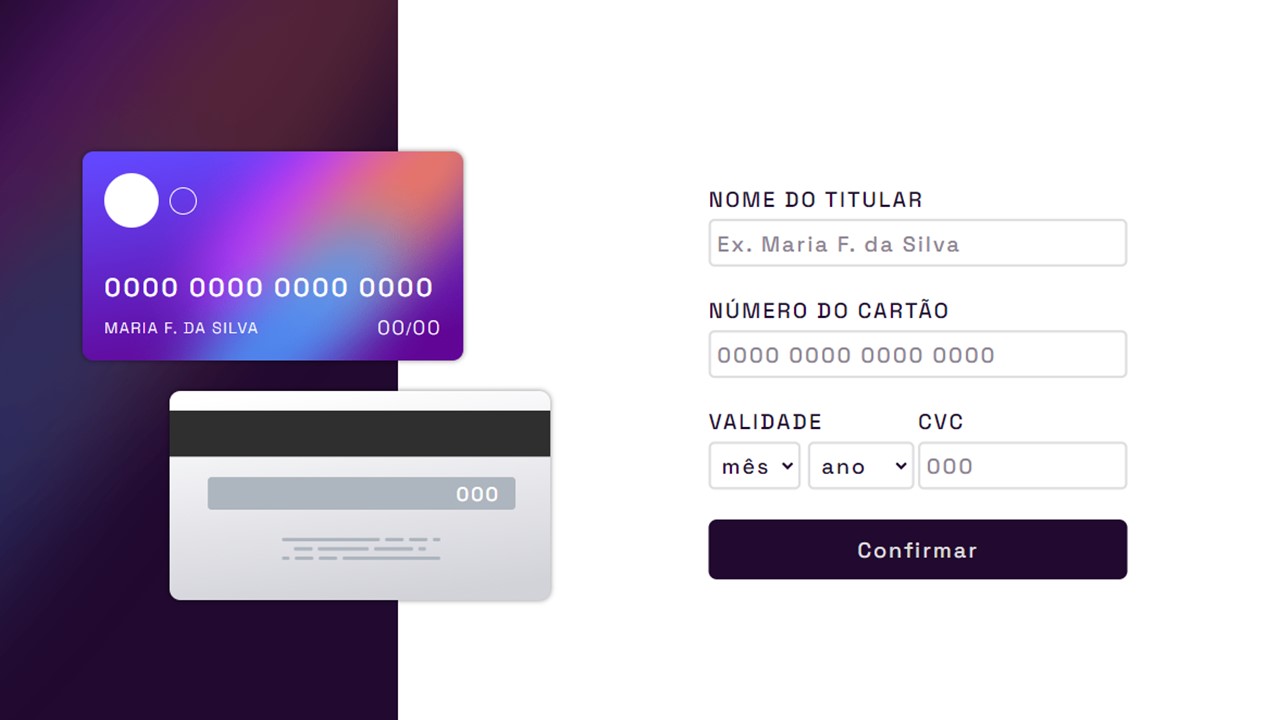 0000 0000 0000 0000
MARIA F. DA SILVA 00/00
000
NOME DO TITULAR
Ex. Maria F. da Silva
NÚMERO DO CARTÃO
0000 0000 0000 0000
VALIDADE CVC
mês ano 000
Confirmar